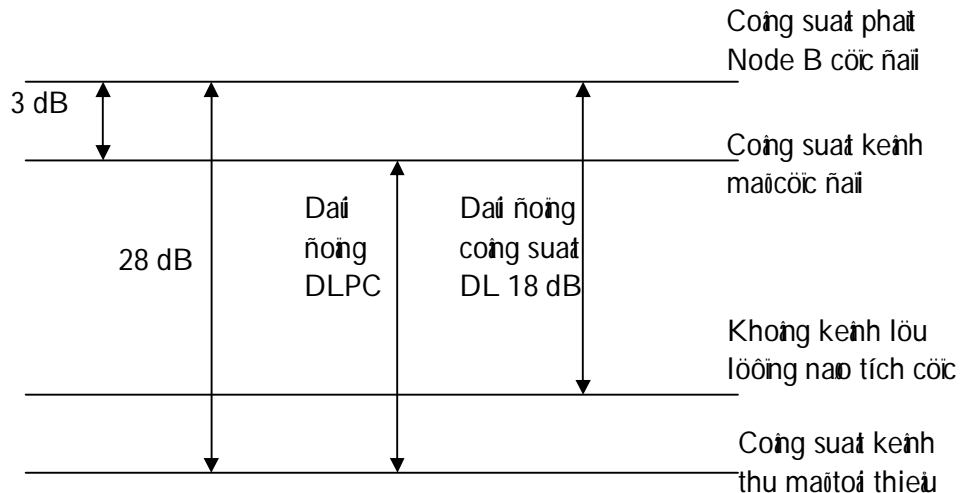 Coâng suaát phaùt
Node B cöïc ñaïi
3 dB
Coâng suaát keânh
maõ cöïc ñaïi
Daûi
ñoäng
DLPC
Daûi ñoäng
coâng suaát
DL 18 dB
28 dB
Khoâng keânh löu
löôïng naøo tích cöïc
Coâng suaát keânh
thu maõ toái thieåu